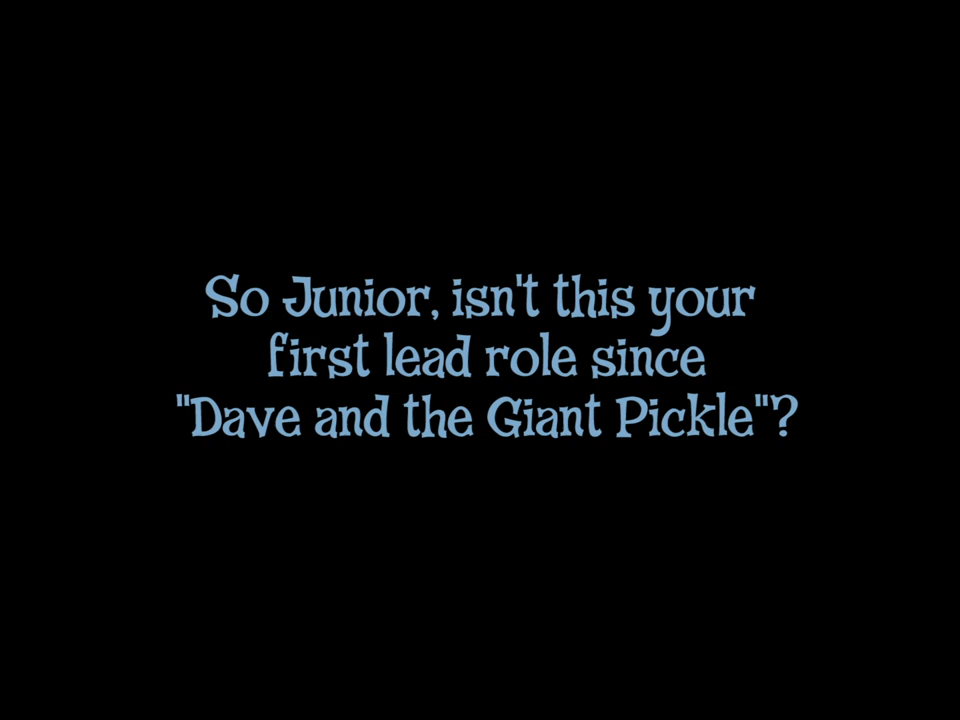 So Junior, isn't this your
first lead role since
"Dave and the Giant Pickle"?